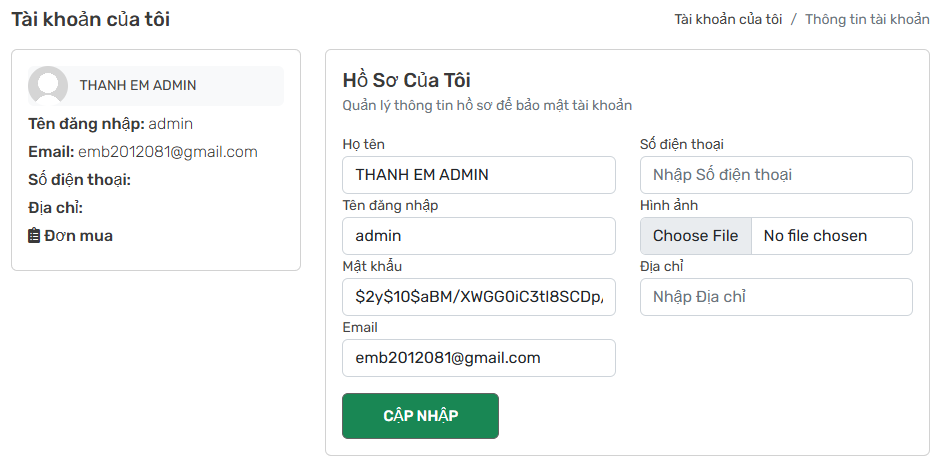 Tài khoản của tôi
Tài khoản của tôi / Thông tin tài khoản
THANH EM ADMIN
Tên đăng nhập: admin
Email: emb2012081@gmail.com
Số điện thoại:
Địa chỉ:
Đơn mua
Hồ Sơ Của Tôi
Quản lý thông tin hồ sơ để bảo mật tài khoản
Họ tên
THANH EM ADMIN
Số điện thoại
Nhập Số điện thoại
Tên đăng nhập
admin
Hình ảnh
Choose File No file chosen
Mật khẩu
$2y$10$aBM/XWGG0iC3tI8SCDp,
Địa chỉ
Nhập Địa chỉ
Email
emb2012081@gmail.com
CẬP NHẬP